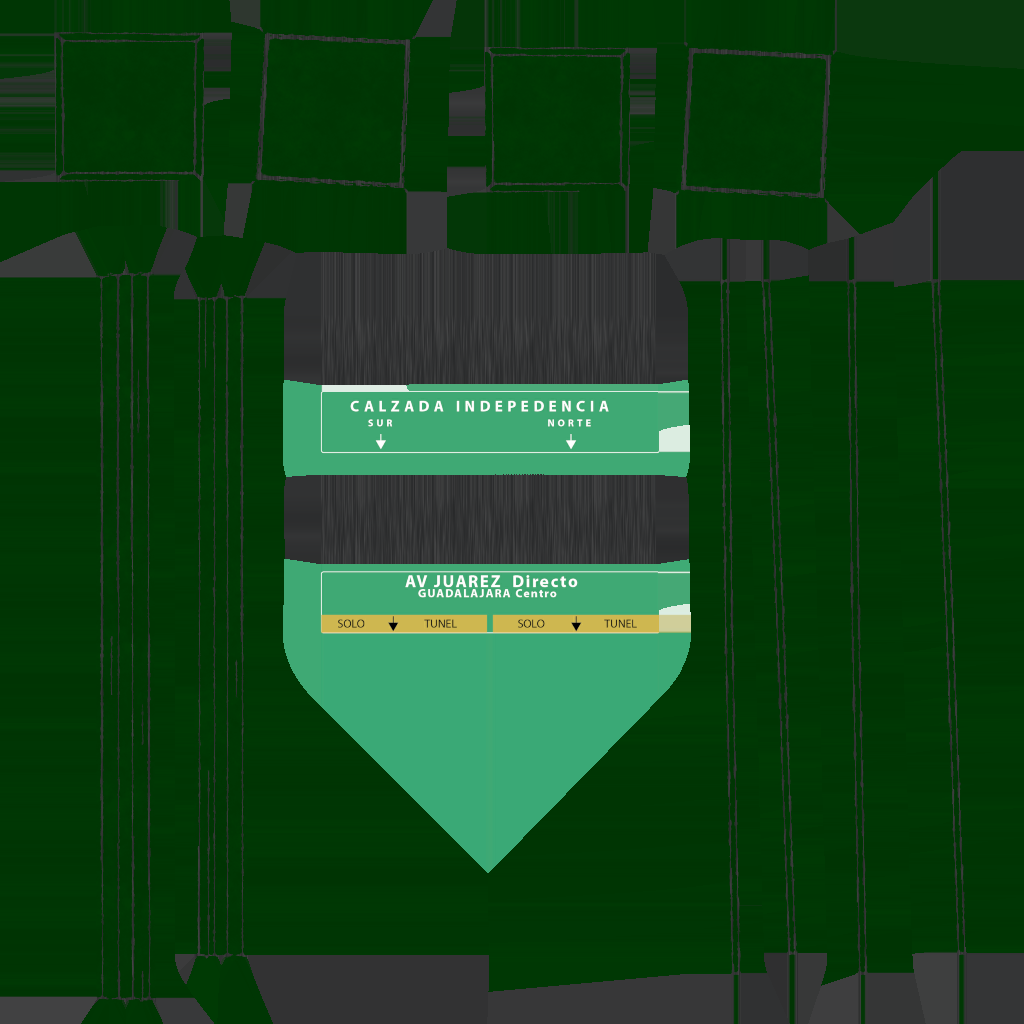 CALZADA INDEPEDENCIA
SUR NORTE
AV JUAREZ Directo
GUADALAJARA Centro
SOLO TUNEL SOLO TUNEL